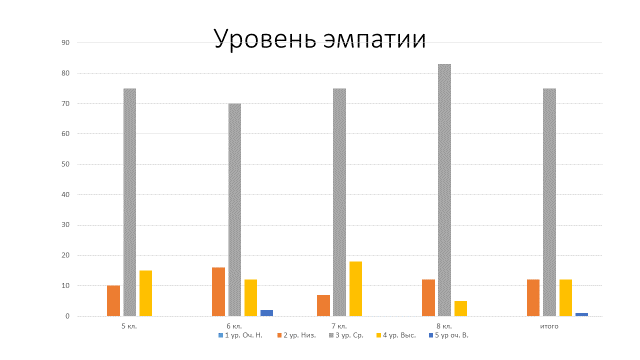 Уровень эмпатии
90
80
70
60
50
40
30
20
10
0
5 кл.
6 кл.
7 кл.
8 кл.
итого
1 ур. Оч. Н.
2 ур. Низ.
3 ур. Ср.
4 ур. Выс.
5 ур оч. В.